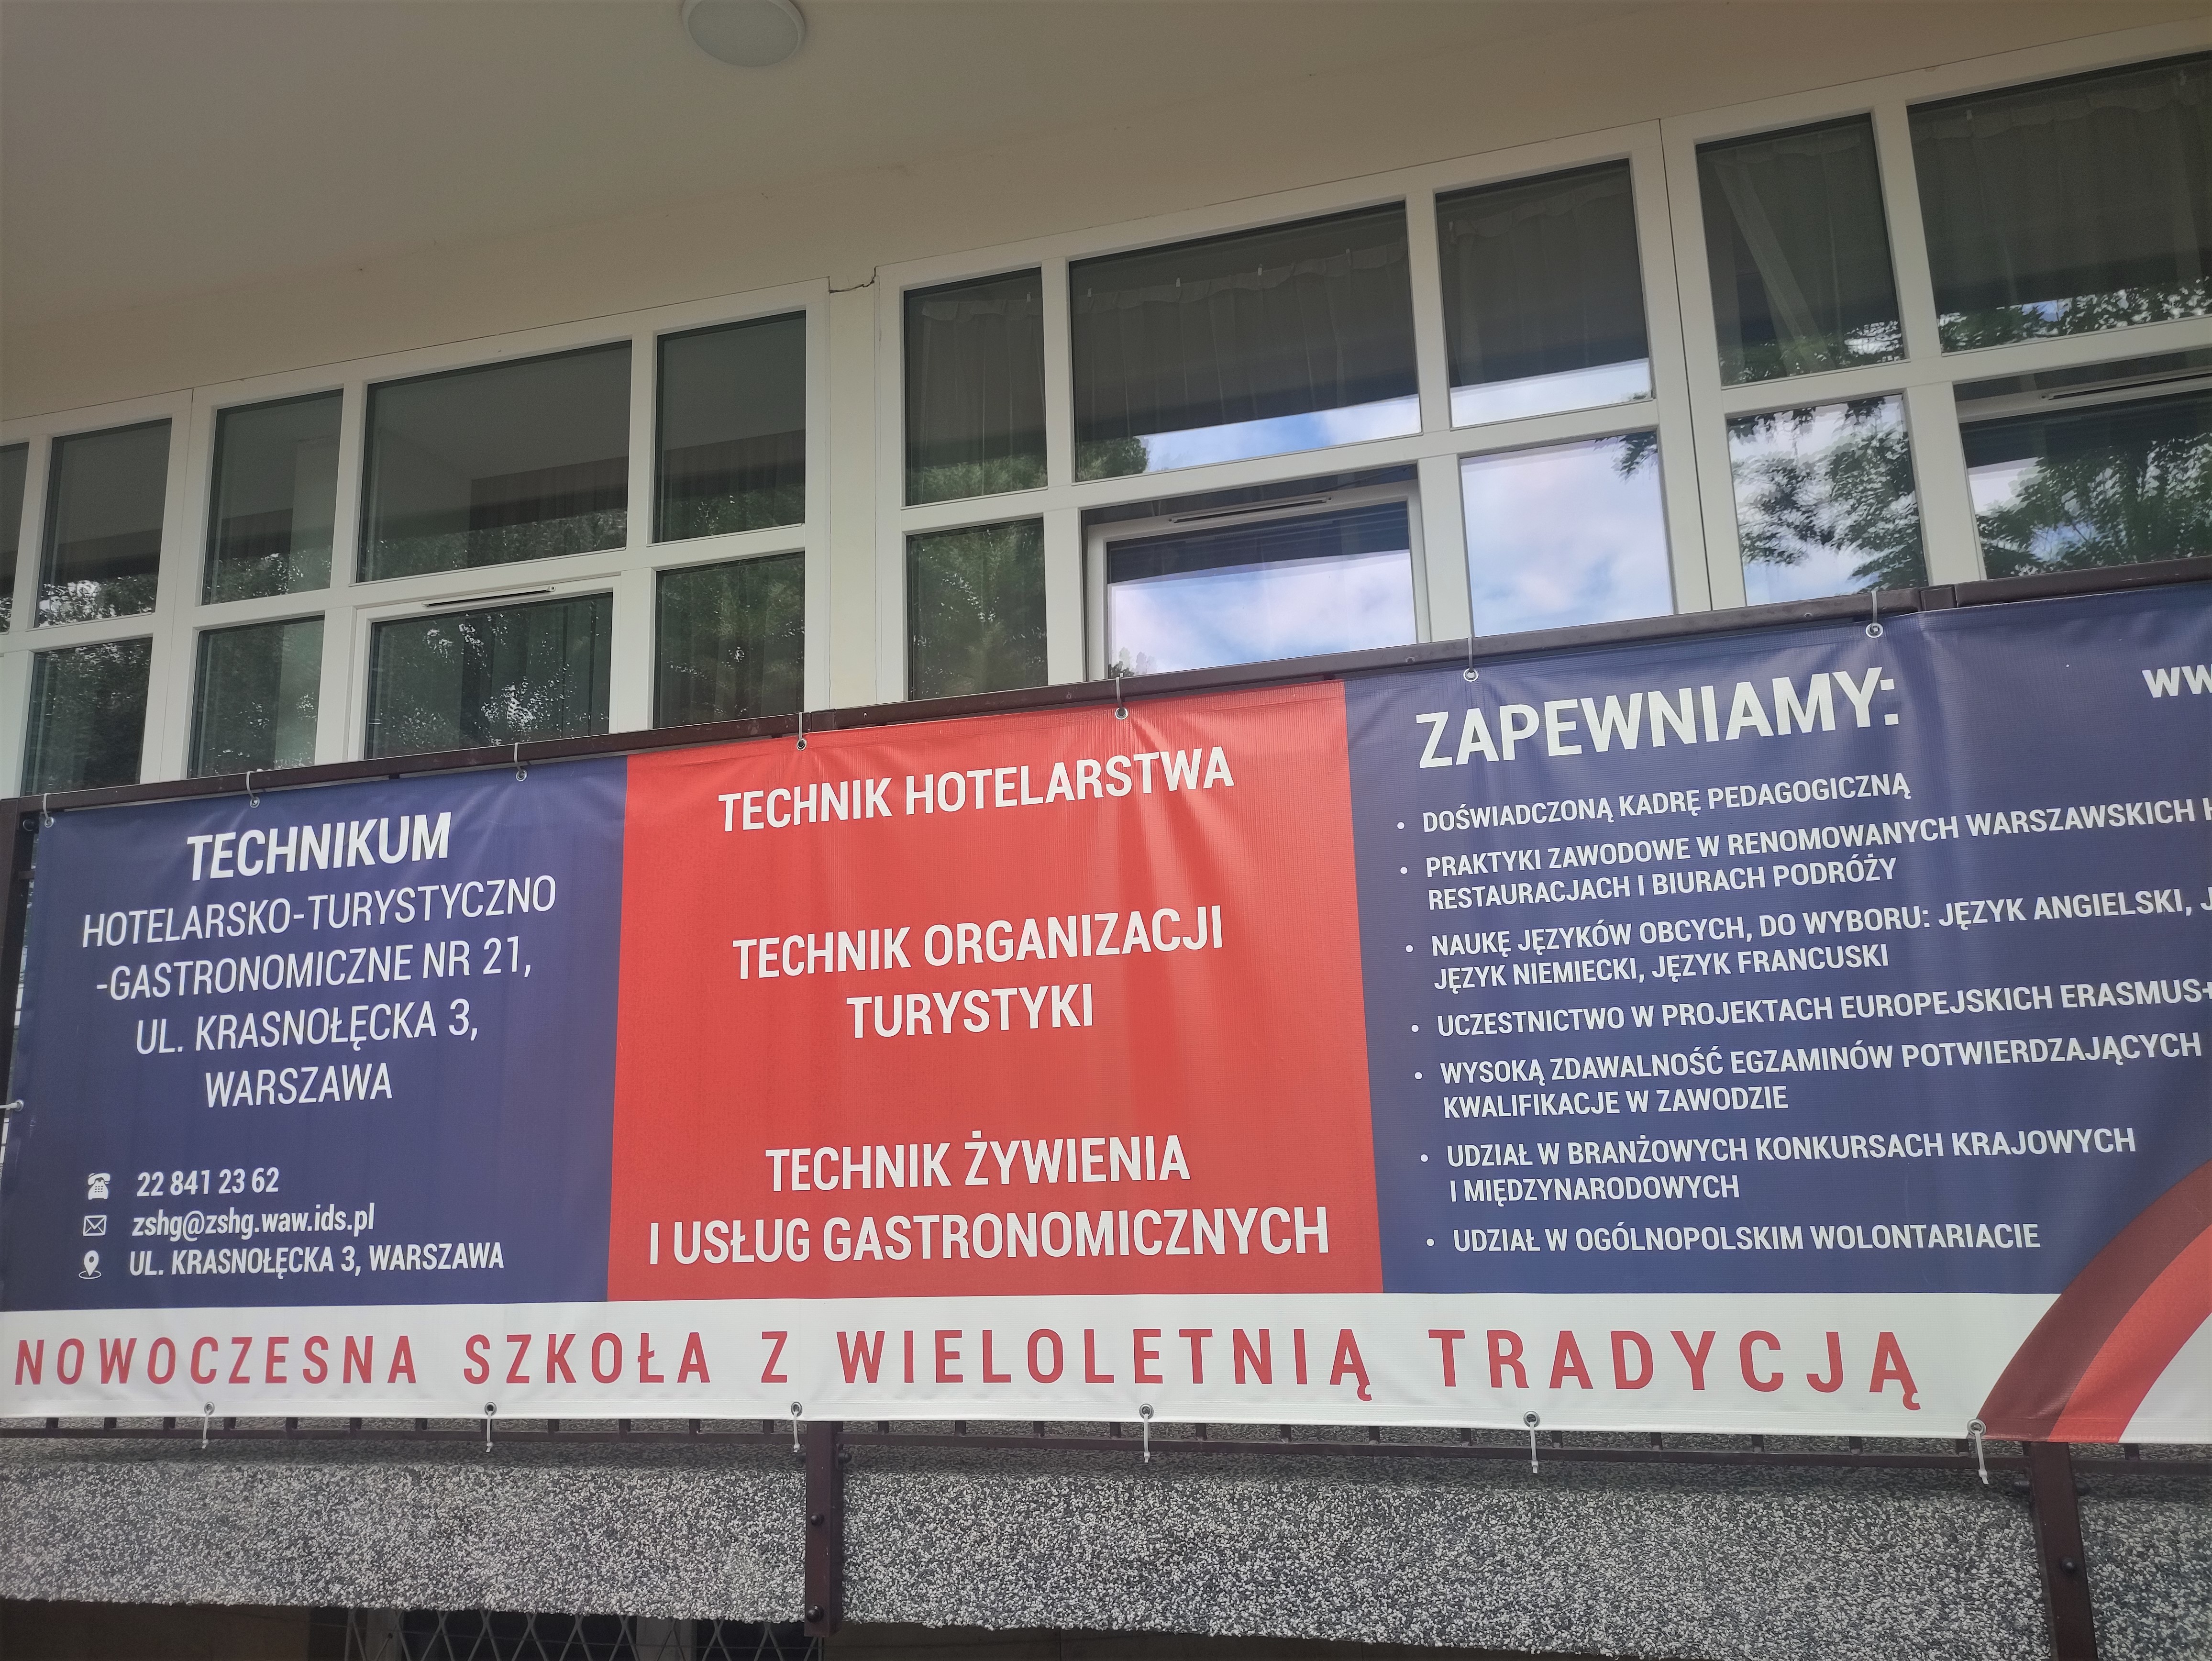 TECHNIKUM
HOTELARSKO-TURYSTYCZNO
-GASTRONOMICZNE NR 21,
UL. KRASNOŁĘCKA 3,
WARSZAWA
22 841 23 62
zshg@zshg.waw.ids.pl
UL. KRASNOŁĘCKA 3, WARSZAWA
TECHNIK HOTELARSTWA
TECHNIK ORGANIZACJI
TURYSTYKI
TECHNIK ŻYWIENIA
I USŁUG GASTRONOMICZNYCH
ZAPEWNIAMY:
• DOŚWIADCZONĄ KADRĘ PEDAGOGICZNĄ
• PRAKTYKI ZAWODOWE W RENOMOWANYCH WARSZAWSKICH
RESTAURACJACH I BIURACH PODRÓŻY
• NAUKĘ JĘZYKÓW OBCYCH, DO WYBORU: JĘZYK ANGIELSKI,
JĘZYK NIEMIECKI, JĘZYK FRANCUSKI
• UCZESTNICTWO W PROJEKTACH EUROPEJSKICH ERASMUS+
• WYSOKĄ ZDAWALNOŚĆ EGZAMINÓW POTWIERDZAJĄCYCH
KWALIFIKACJE W ZAWODZIE
• UDZIAŁ W BRANŻOWYCH KONKURSACH KRAJOWYCH
I MIĘDZYNARODOWYCH
• UDZIAŁ W OGÓLNOPOLSKIM WOLONTARIACIE
NOWOCZESNA SZKOŁA Z WIELOLETNIĄ TRADYCJĄ